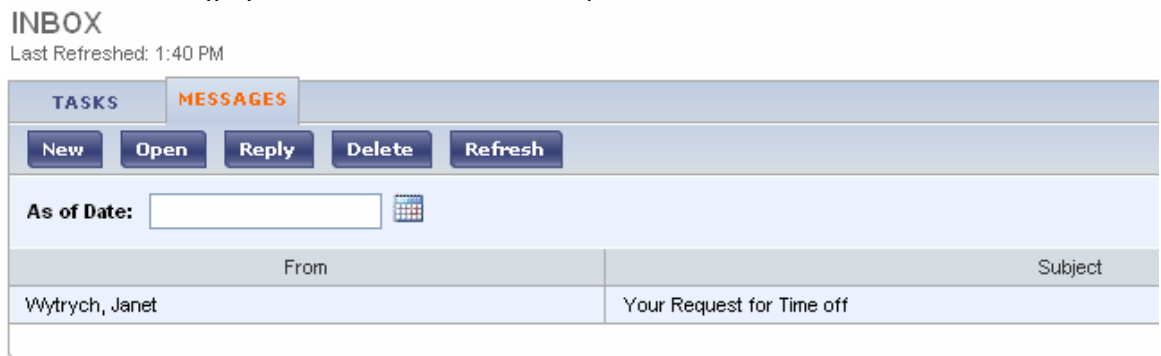 INBOX
Last Refreshed: 1:40 PM
TASKS MESSAGES
New Open Reply Delete Refresh
As of Date:
From Subject
Wytrych, Janet Your Request for Time off